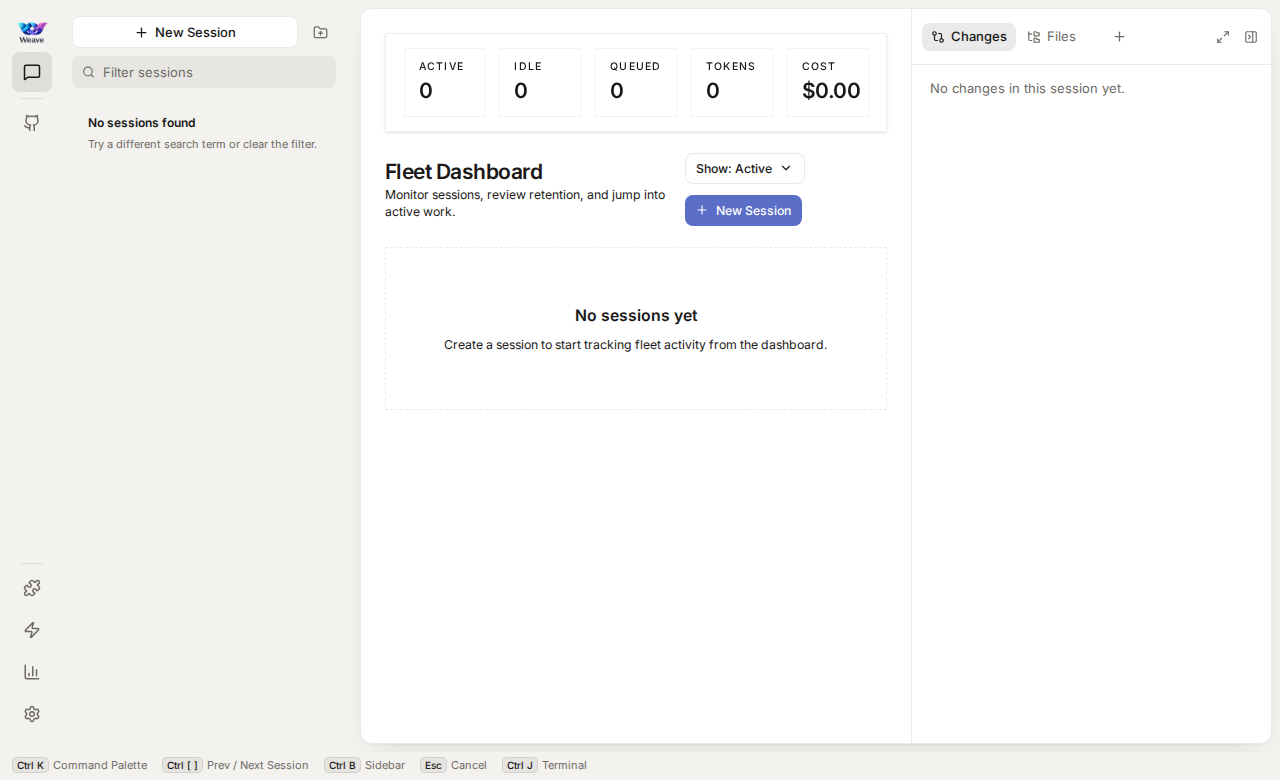 Weave
New Session
Filter sessions
No sessions found
Try a different search term or clear the filter.
ACTIVE
0
IDLE
0
QUEUED
0
TOKENS
0
COST
$0.00
Fleet Dashboard
Monitor sessions, review retention, and jump into
active work.
Show: Active
New Session
No sessions yet
Create a session to start tracking fleet activity from the dashboard.
Changes
Files
No changes in this session yet.
Ctrl K Command Palette
Ctrl [ ] Prev / Next Session
Ctrl B Sidebar
Esc Cancel
Ctrl J Terminal